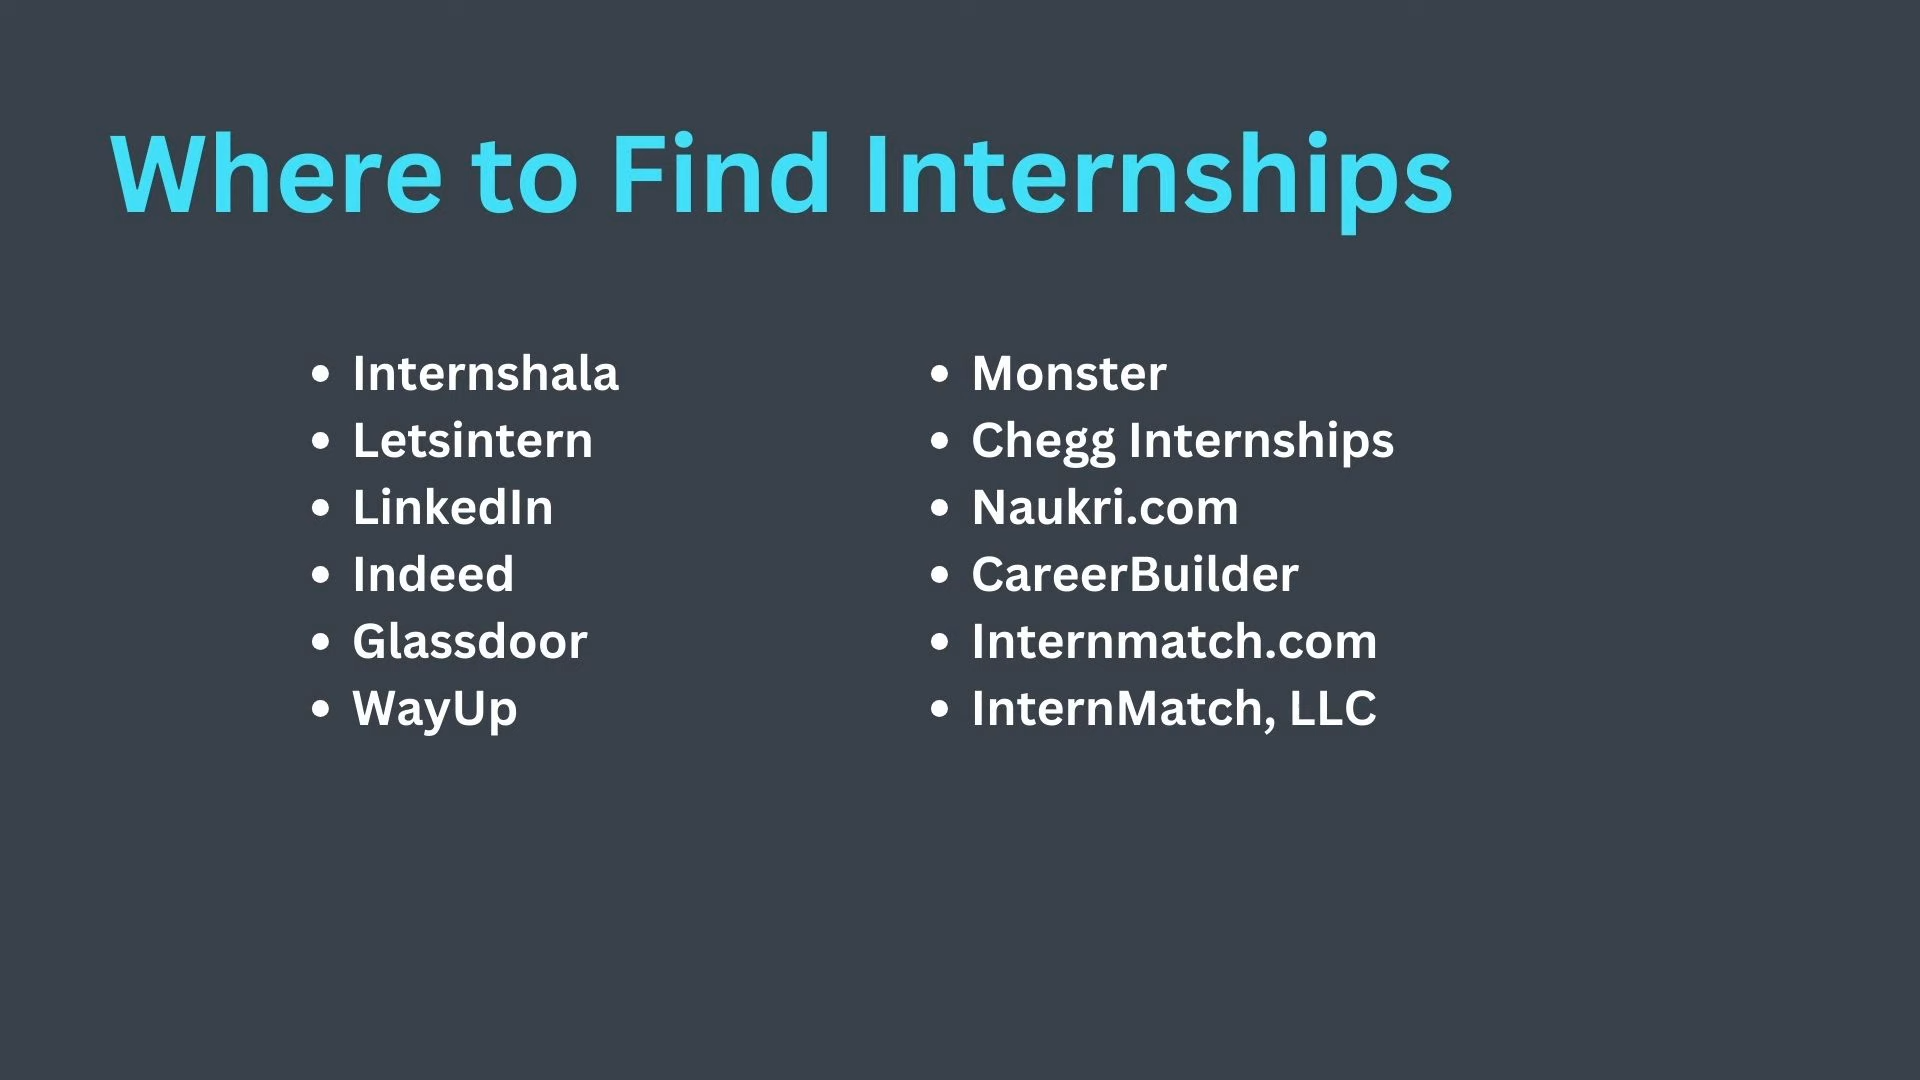 Where to Find Internships
• Internshala
• Letsintern
• LinkedIn
• Indeed
• Glassdoor
• WayUp
• Monster
• Chegg Internships
• Naukri.com
• CareerBuilder
• Internmatch.com
• InternMatch, LLC